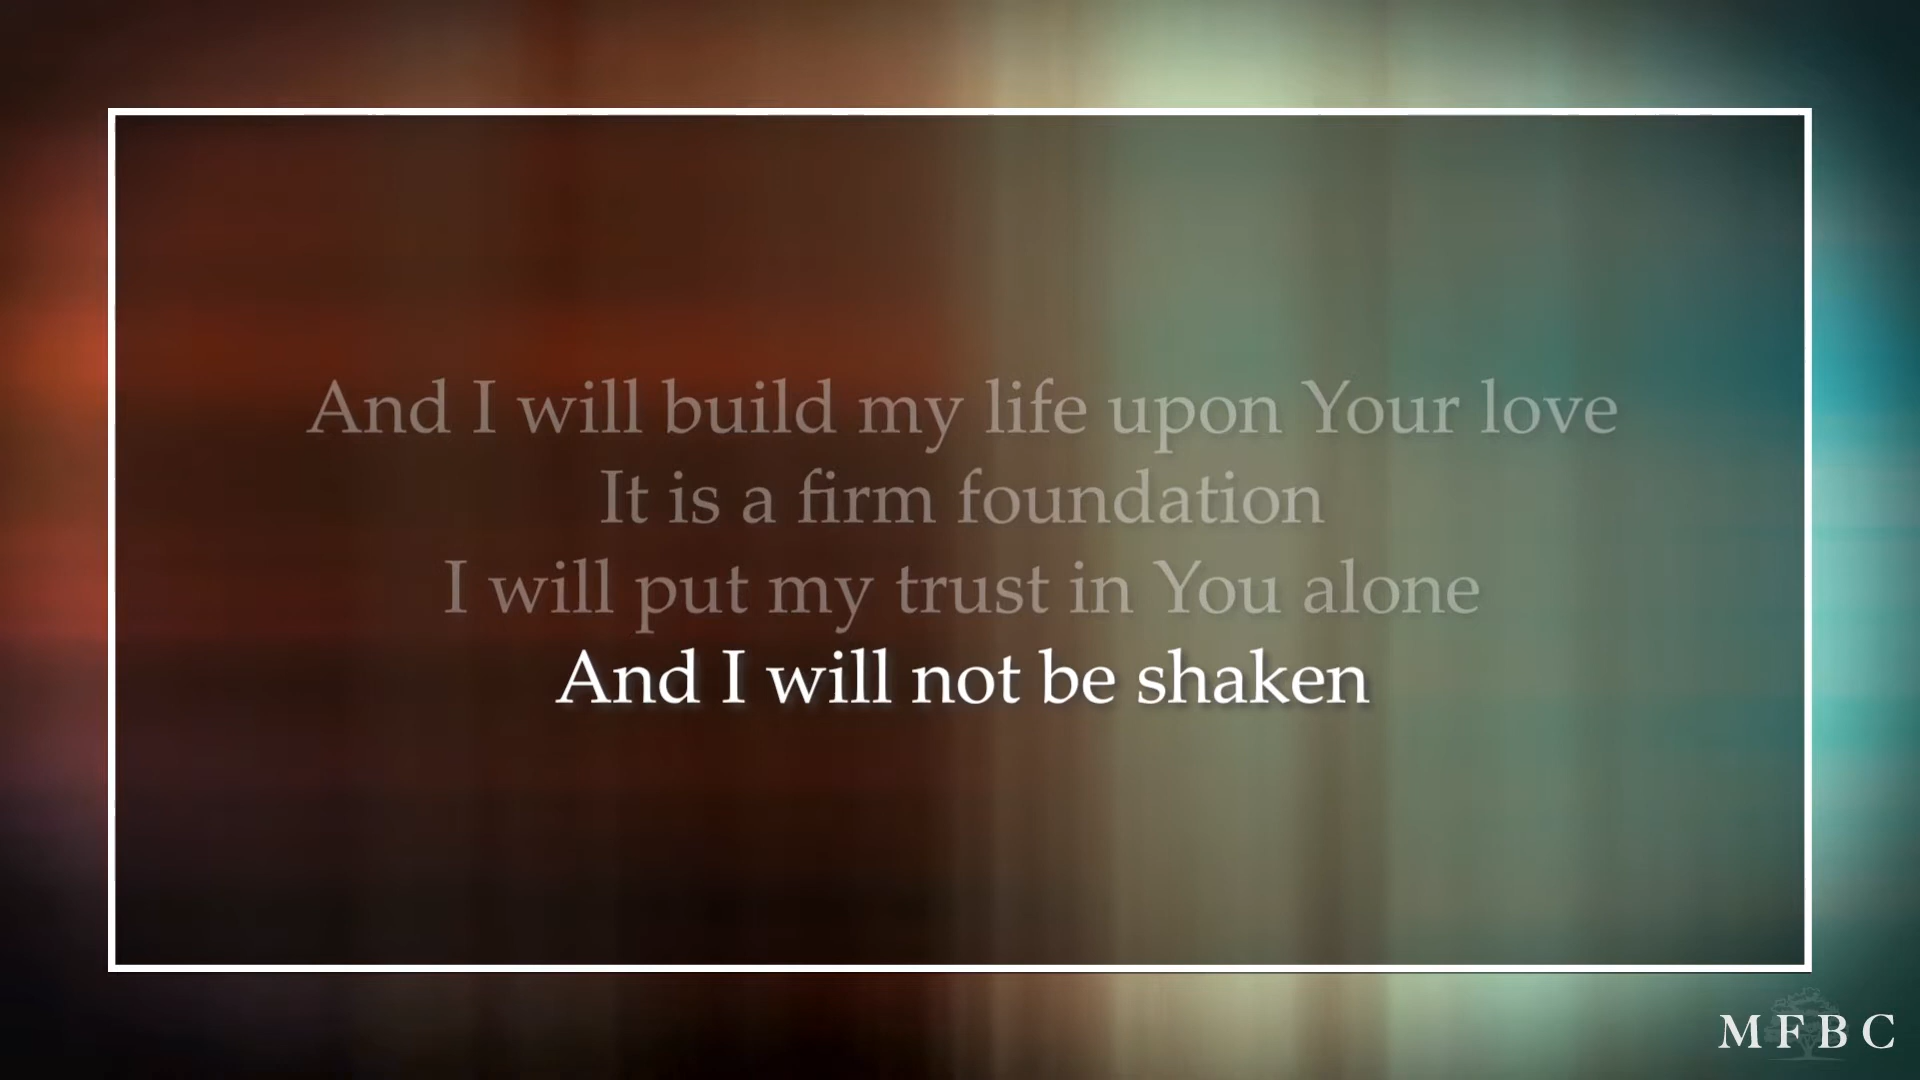 And I will build my life upon Your love
It is a firm foundation
I will put my trust in You alone
And I will not be shaken
MFBC